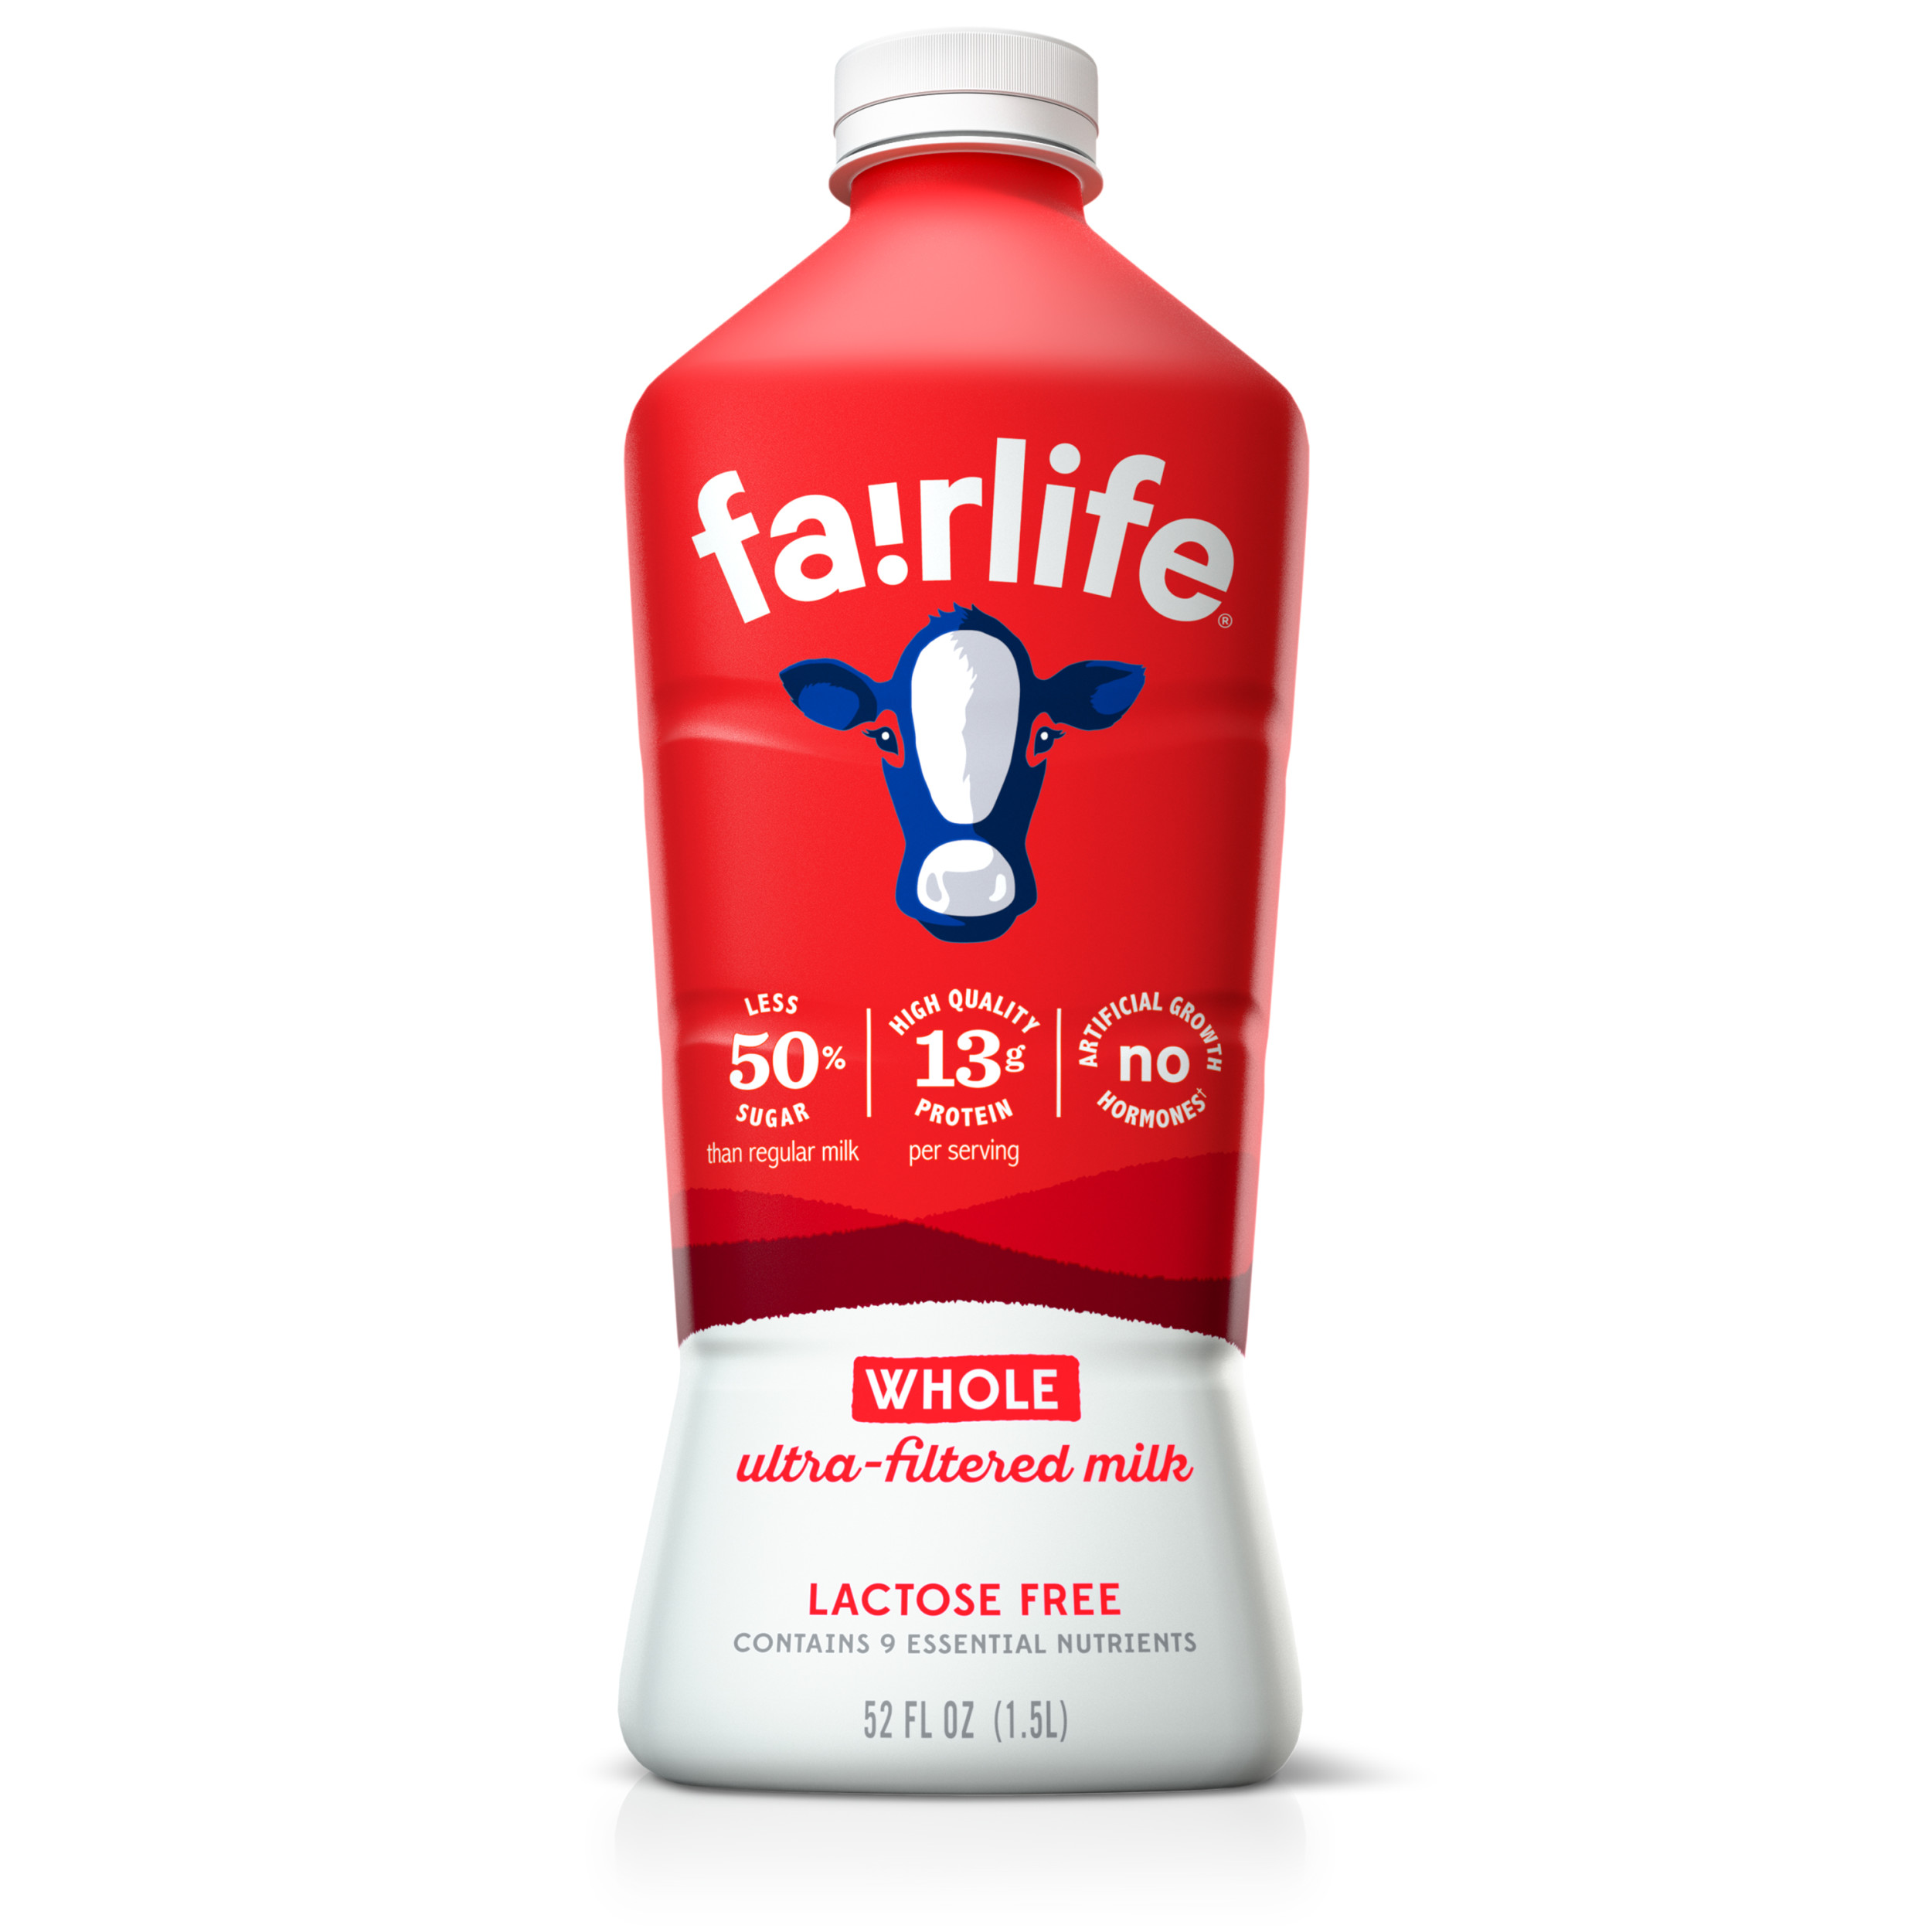 fa!rlife®
LESS
50%
SUGAR
than regular milk
HIGH QUALITY
13g
PROTEIN
per serving
ARTIFICIAL GROWTH
no
HORMONES†
WHOLE
ultra-filtered milk
LACTOSE FREE
CONTAINS 9 ESSENTIAL NUTRIENTS
52 FL OZ (1.5L)